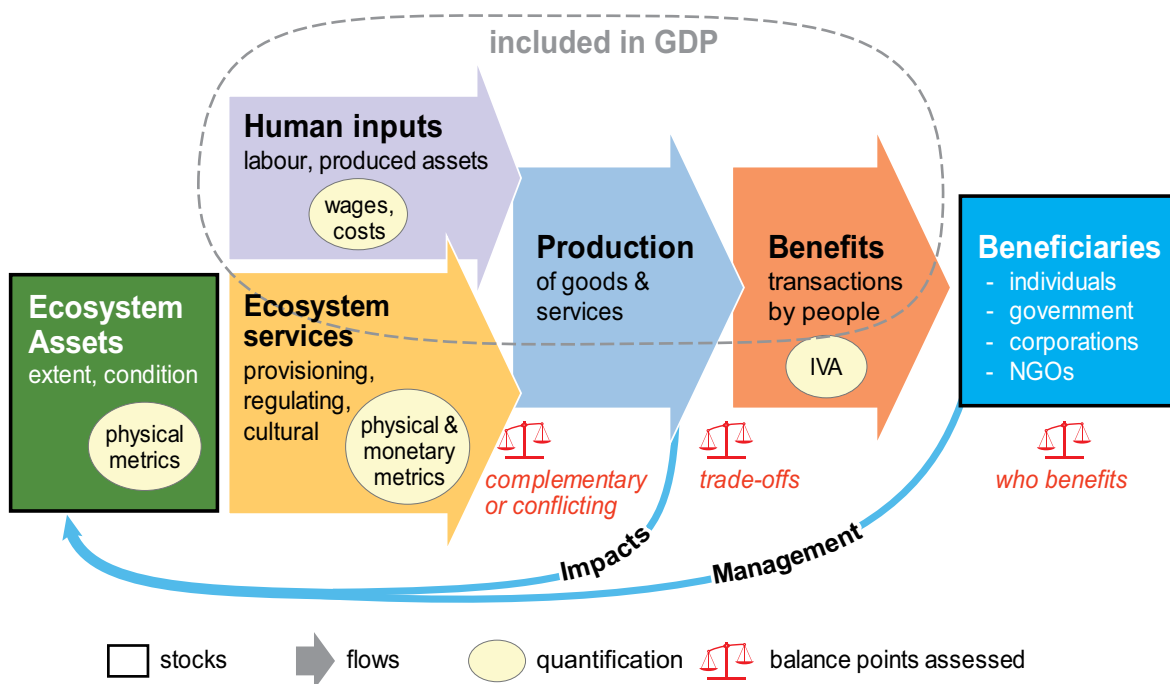 included in GDP
Human inputs
labour, produced assets
wages,
costs
Ecosystem
Assets
extent, condition
physical
metrics
Ecosystem
services
provisioning,
regulating,
cultural
physical &
monetary
metrics
Production
of goods &
services
Benefits
transactions
by people
IVA
Beneficiaries
- individuals
- government
- corporations
- NGOs
complementary
or conflicting
trade-offs
who benefits
Impacts
Management
stocks
flows
quantification
balance points assessed